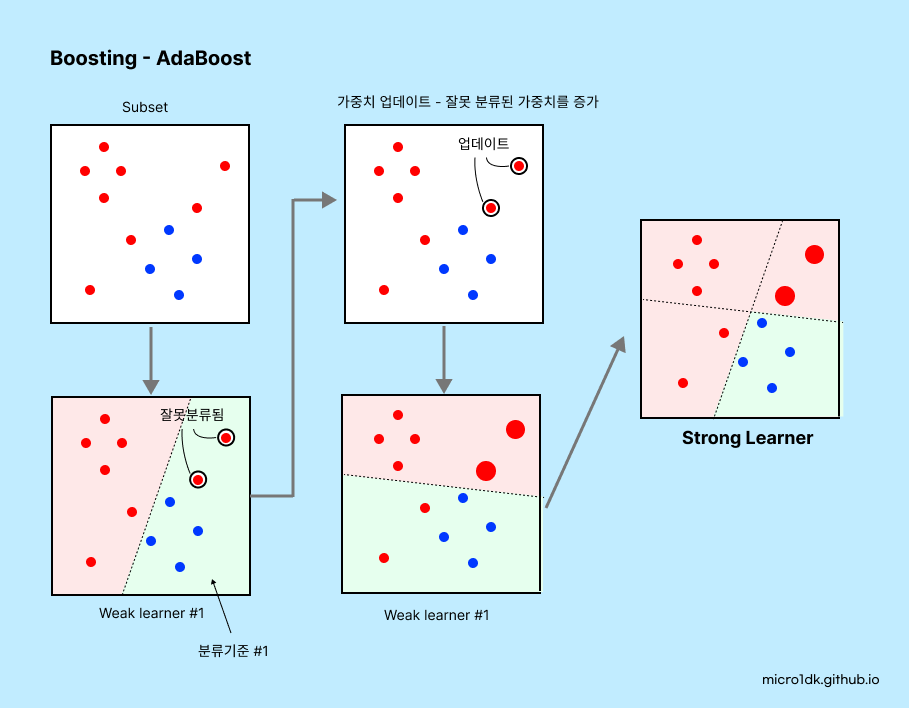 Boosting - AdaBoost
Subset
가중치 업데이트 - 잘못 분류된 가중치를 증가
업데이트
잘못분류됨
Weak learner #1
분류기준 #1
Weak learner #1
Strong Learner
micro1dk.github.io